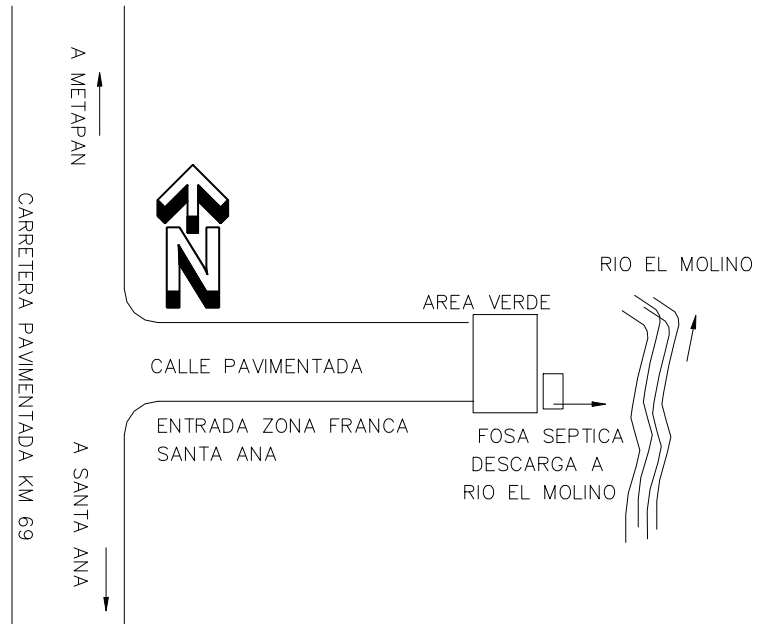 A METAPAN
CARRETERA PAVIMENTADA KM 69
N
RIO EL MOLINO
AREA VERDE
CALLE PAVIMENTADA
ENTRADA ZONA FRANCA
SANTA ANA
FOSA SEPTICA
DESCARGA A
RIO EL MOLINO
A SANTA ANA